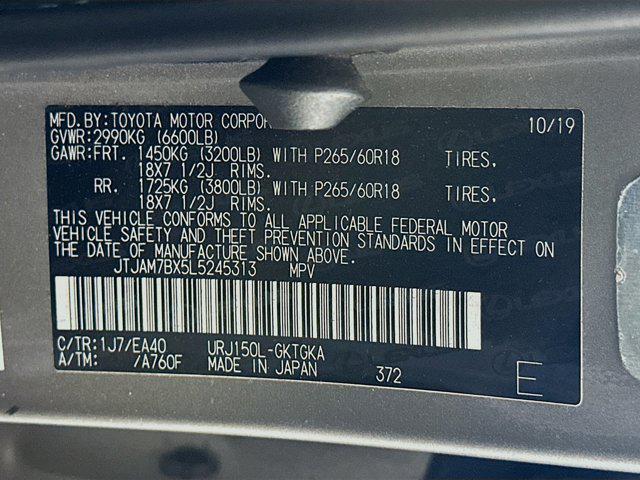 MFD.BY:TOYOTA MOTOR 10/19
GVWR:2990KG (6600LB)
GAWR:FRT. 1450KG (3200LB) WITH P265/60R18 TIRES,
18X7 1/2J RIMS.
RR. 1725KG (3800LB) WITH P265/60R18 TIRES,
18X7 1/2J RIMS.
THIS VEHICLE CONFORMS TO ALL APPLICABLE FEDERAL MOTOR
VEHICLE SAFETY AND THEFT PREVENTION STANDARDS IN EFFECT ON
THE DATE OF MANUFACTURE SHOWN ABOVE.
JTJAM7BX5L5245313 MPV
C/TR:1J7/EA40 URJ150L-GKTGKA
A/TM: /A760F MADE IN JAPAN 372
E